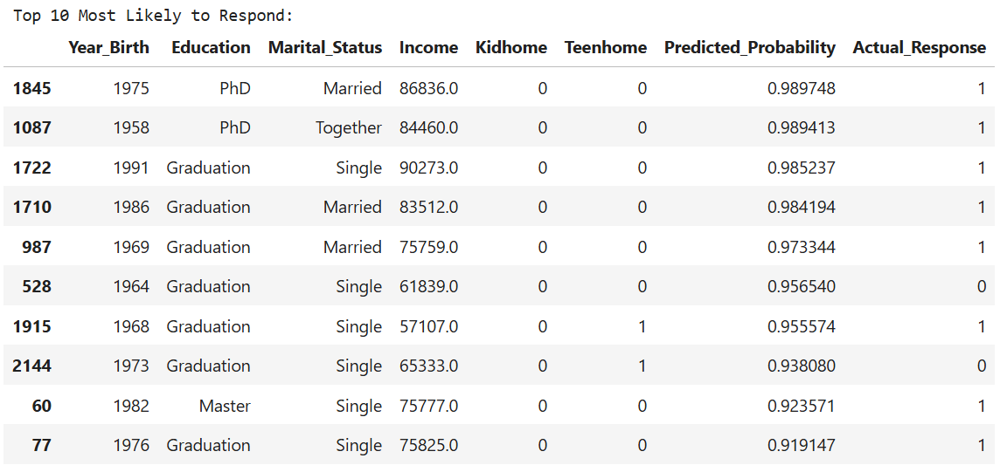 Top 10 Most Likely to Respond:
Year_Birth Education Marital_Status Income Kidhome Teenhome Predicted_Probability Actual_Response
1845 1975 PhD Married 86836.0 0 0 0.989748 1
1087 1958 PhD Together 84460.0 0 0 0.989413 1
1722 1991 Graduation Single 90273.0 0 0 0.985237 1
1710 1986 Graduation Married 83512.0 0 0 0.984194 1
987 1969 Graduation Married 75759.0 0 0 0.973344 1
528 1964 Graduation Single 61839.0 0 0 0.956540 0
1915 1968 Graduation Single 57107.0 0 1 0.955574 1
2144 1973 Graduation Single 65333.0 0 1 0.938080 0
60 1982 Master Single 75777.0 0 0 0.923571 1
77 1976 Graduation Single 75825.0 0 0 0.919147 1